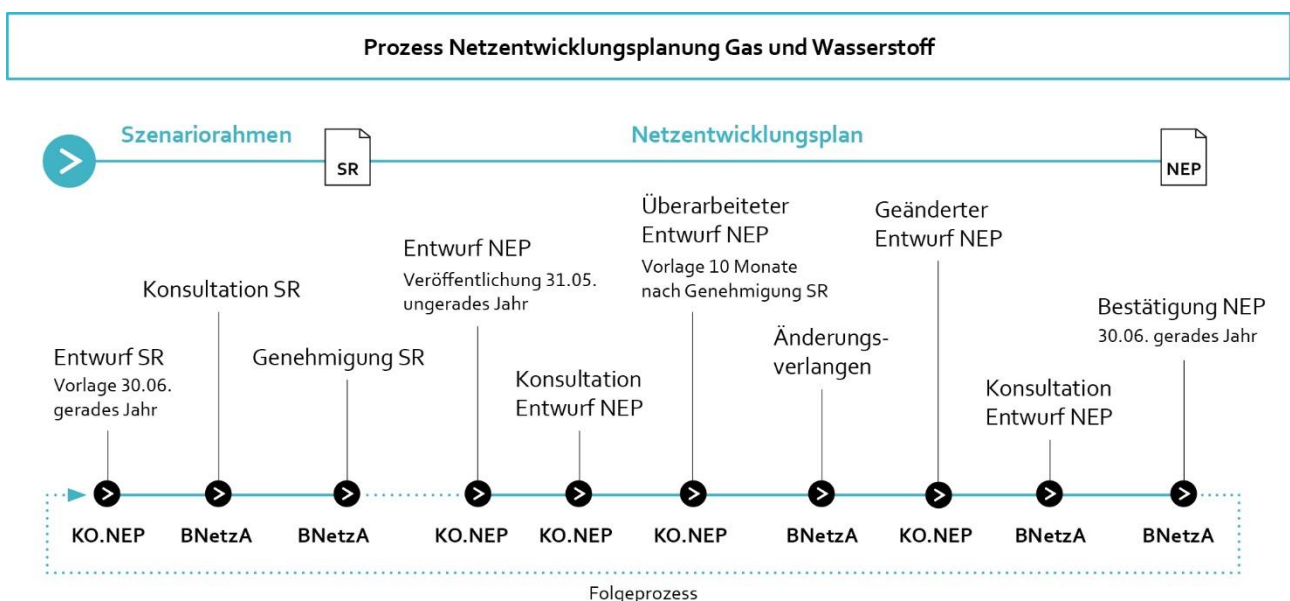 Prozess Netzentwicklungsplanung Gas und Wasserstoff
Szenariorahmen
SR
Netzentwicklungsplan
NEP
Entwurf SR
Vorlage 30.06.
gerades Jahr
Konsultation SR
Genehmigung SR
Entwurf NEP
Veröffentlichung 31.05.
ungerades Jahr
Konsultation
Entwurf NEP
Überarbeiteter
Entwurf NEP
Vorlage 10 Monate
nach Genehmigung SR
Änderungs-
verlangen
Geänderter
Entwurf NEP
Konsultation
Entwurf NEP
Bestätigung NEP
30.06. gerades Jahr
KO.NEP
BNetzA
BNetzA
KO.NEP
KO.NEP
KO.NEP
BNetzA
KO.NEP
BNetzA
BNetzA
Folgeprozess